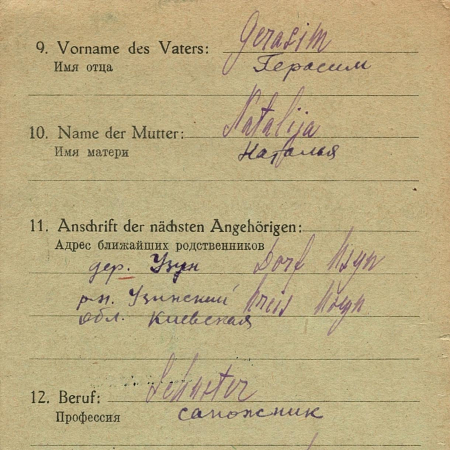 Gerasim
9. Vorname des Vaters:
Имя отца Герасим
Natalija
10. Name der Mutter:
Имя матери Наталья
11. Anschrift der nächsten Angehörigen:
Адрес ближайших родственников
дер. Узин Dorf Usyn
р-н. Узинский Kreis Usyn
обл. Киевская
12. Beruf: Schuster
Профессия сапожник